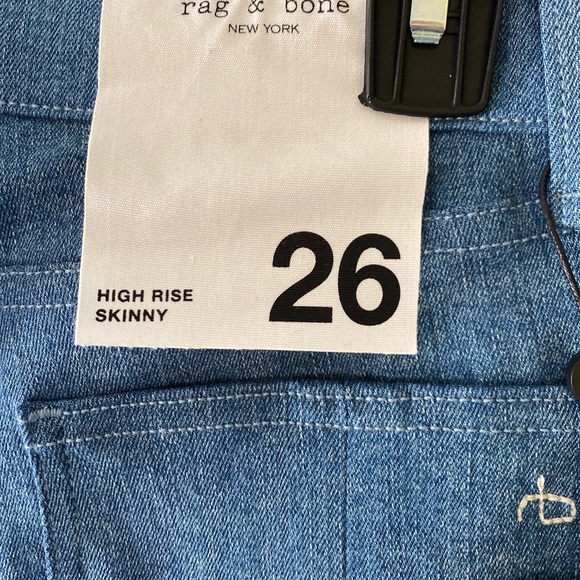 rag & bone
NEW YORK
26
HIGH RISE
SKINNY